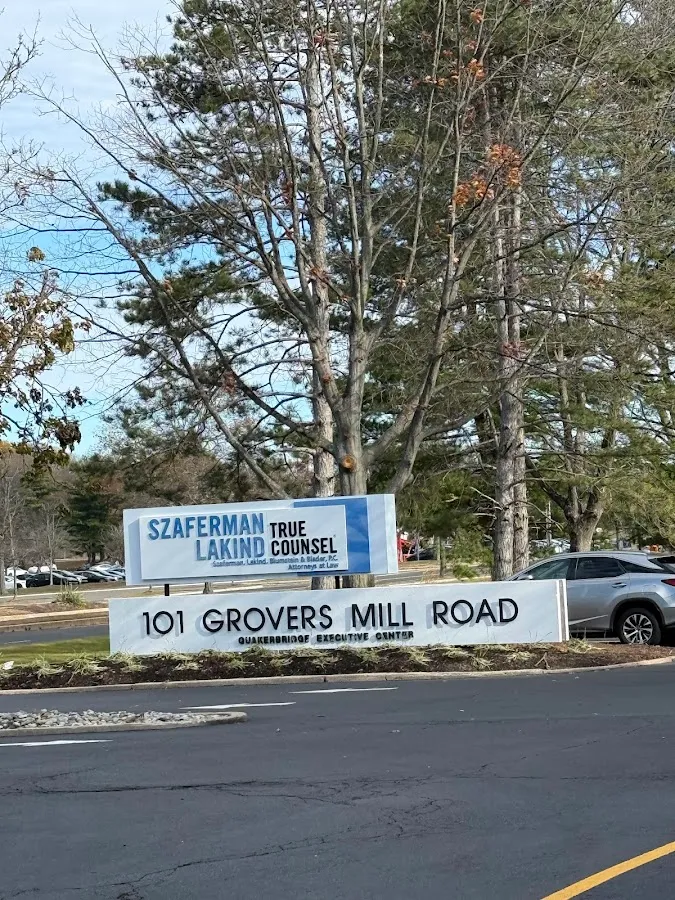 SZAFERMAN
LAKIND
TRUE
COUNSEL
Szaferman, Lakind, Blumstein & Blader, P.C.
Attorneys at Law
101 GROVERS MILL ROAD
QUAKERBRIDGE EXECUTIVE CENTER